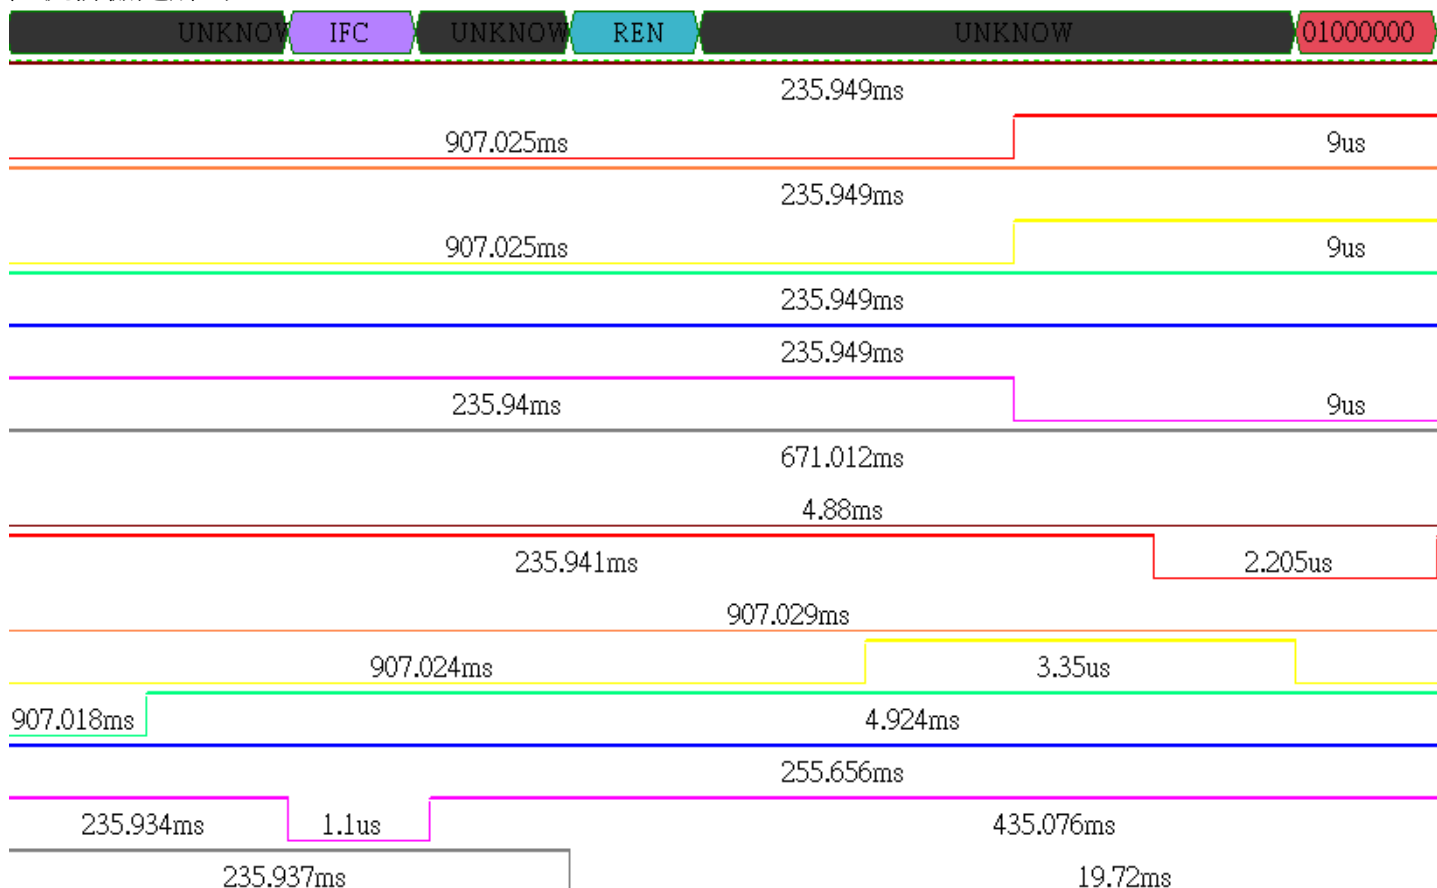 UNKNOW IFC UNKNOW REN UNKNOW 01000000
235.949ms
907.025ms 9us
235.949ms
907.025ms 9us
235.949ms
235.949ms
235.94ms 9us
671.012ms
4.88ms
235.941ms 2.205us
907.029ms
907.024ms 3.35us
907.018ms 4.924ms
255.656ms
235.934ms 1.1us 435.076ms
235.937ms 19.72ms